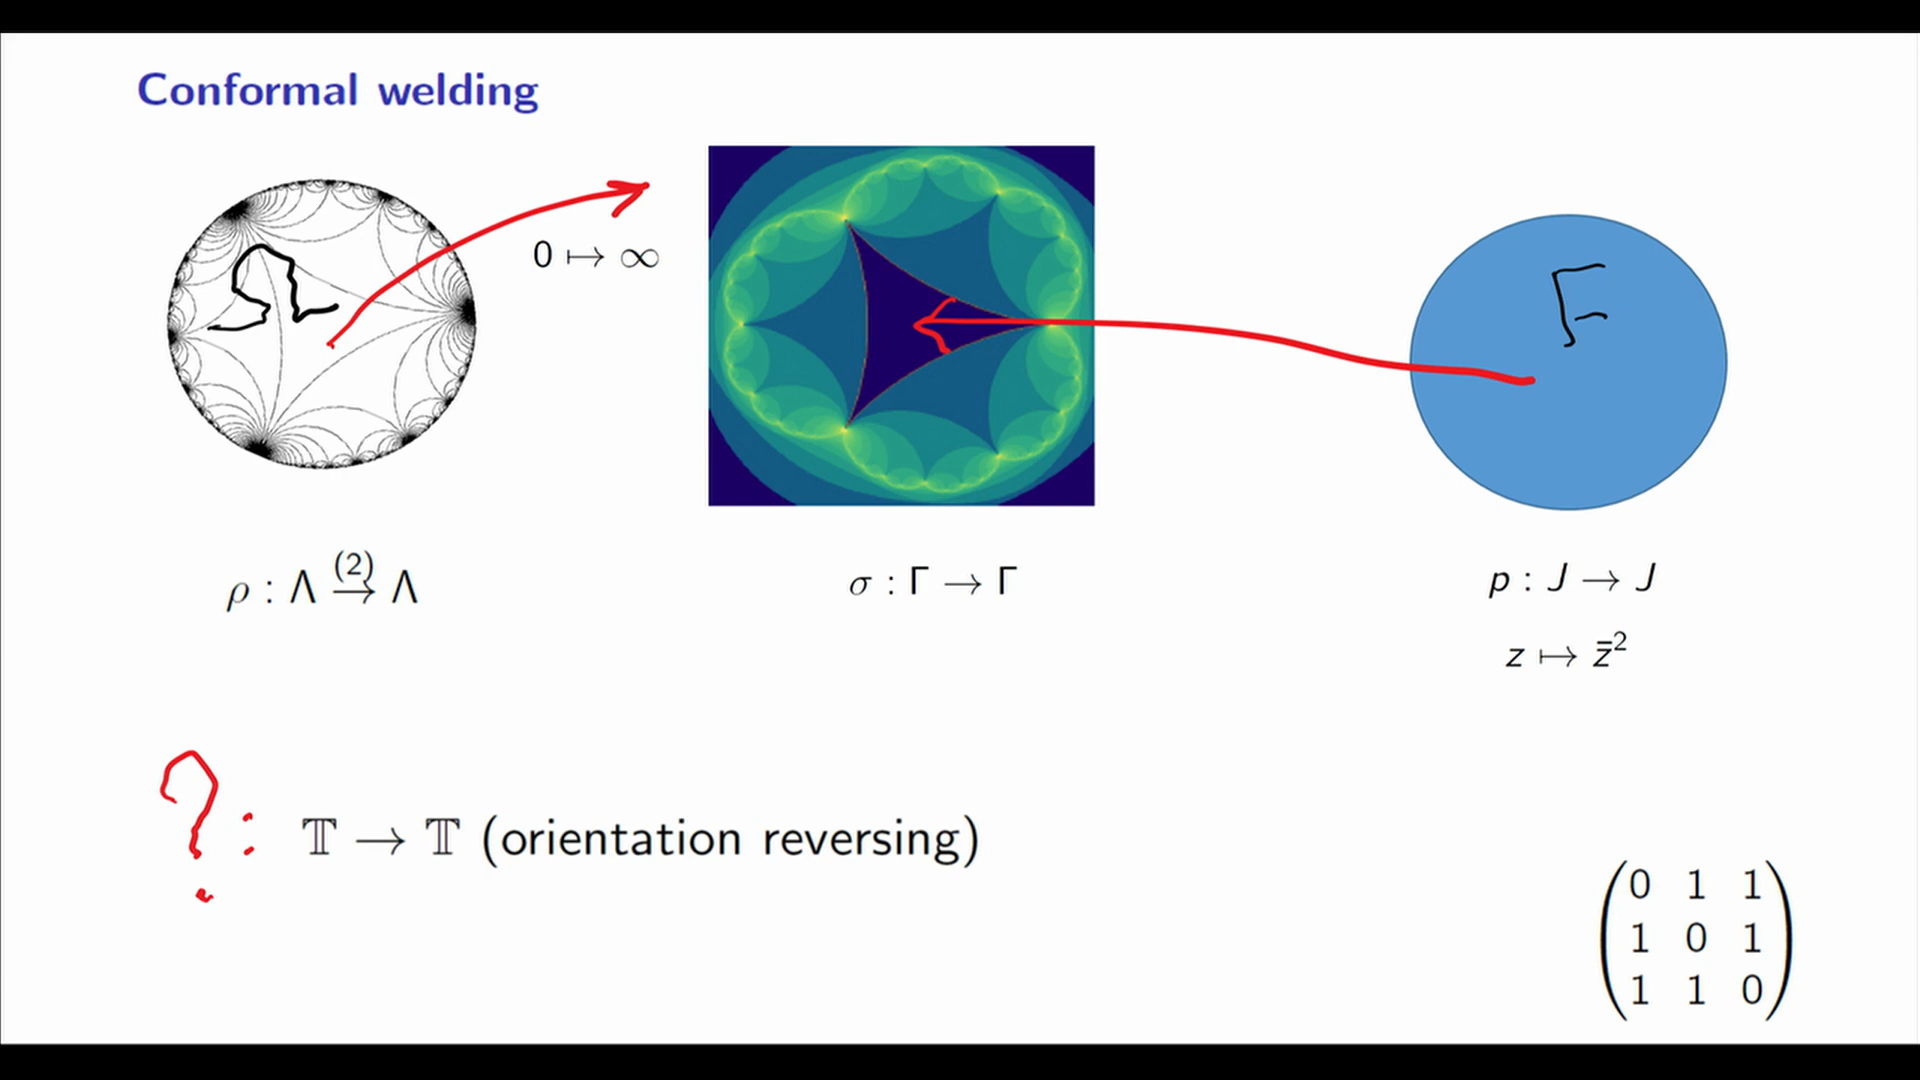 Conformal welding
Ω
0 ↦ ∞
F
ρ : Λ (2)→ Λ
σ : Γ → Γ
p : J → J
z ↦ z̄²
? : 𝕋 → 𝕋 (orientation reversing)
0 1 1
1 0 1
1 1 0